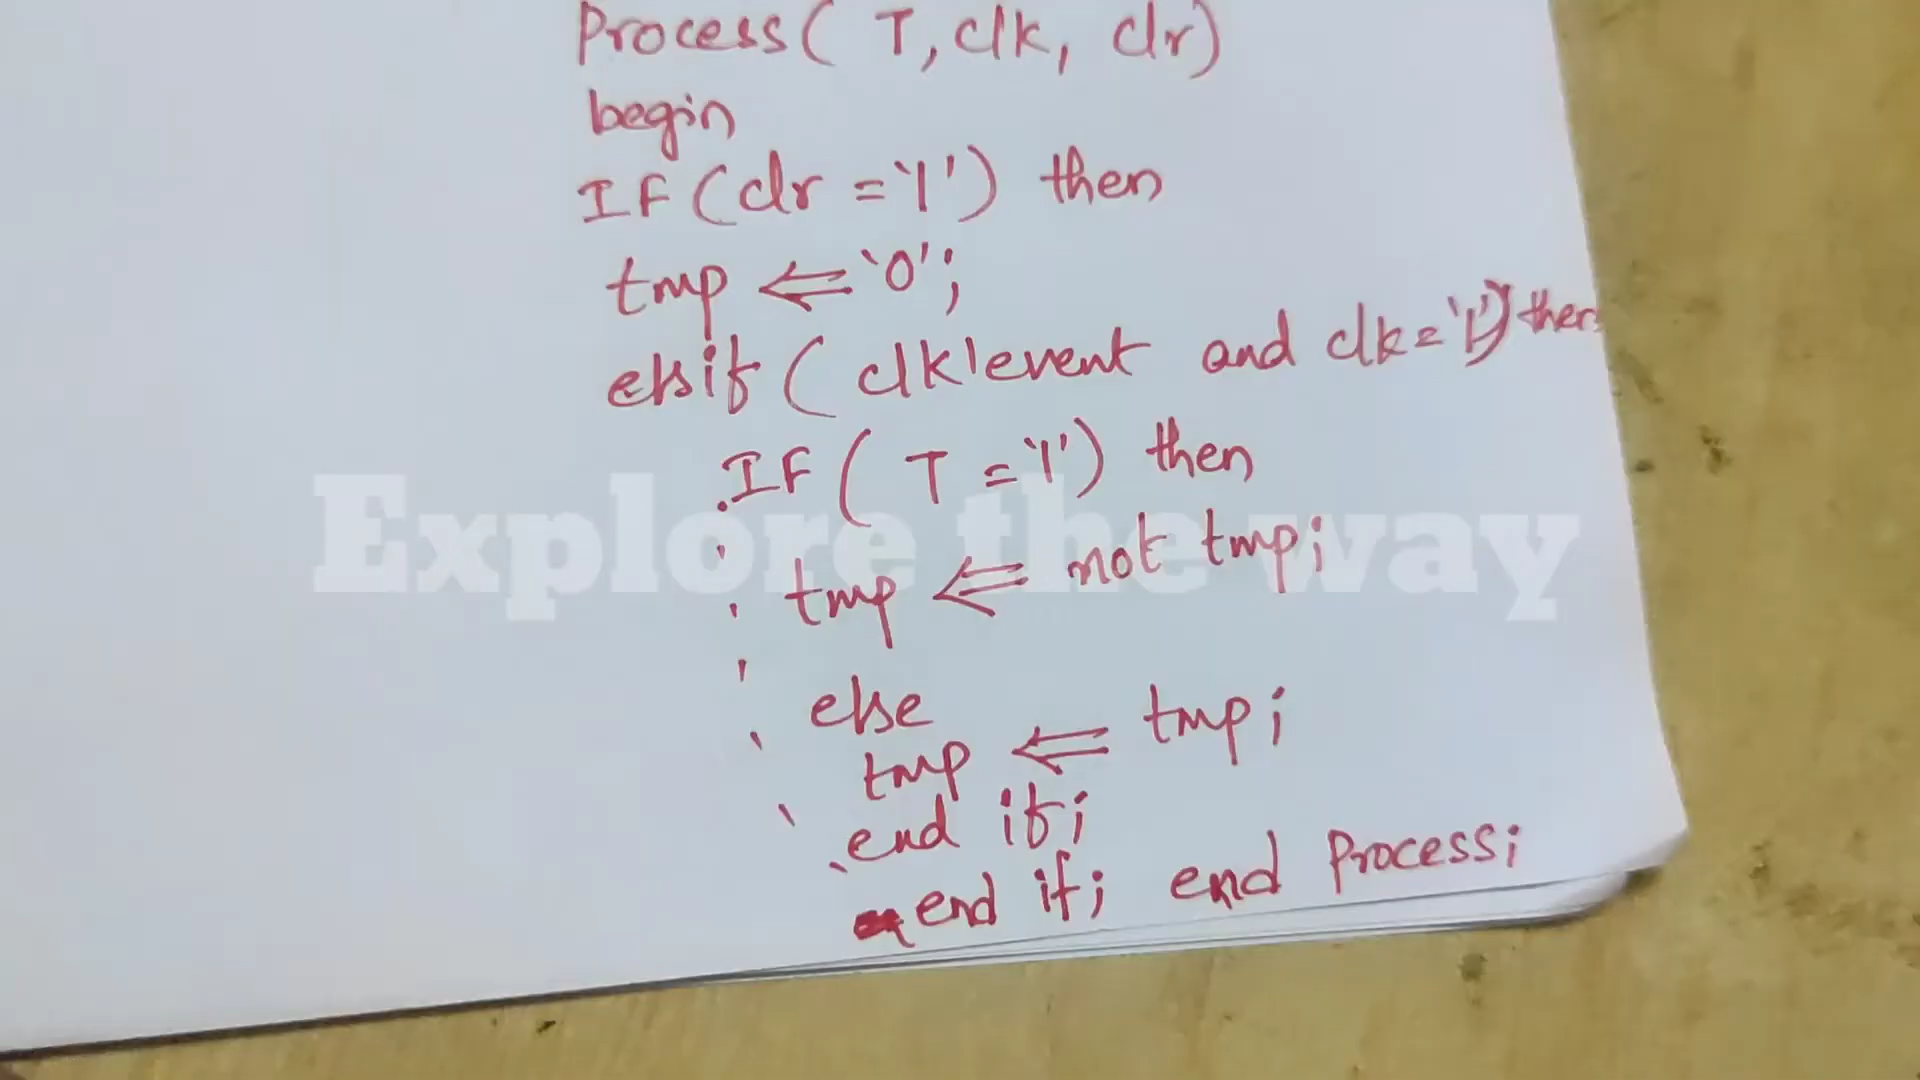 Process( T, clk, clr)
begin
IF (clr = '1') then
tmp <= '0';
elsif ( clk'event and clk = '1') then
IF ( T = '1') then
tmp <= not tmp;
Explore the way
else
tmp <= tmp;
end if;
end if; end Process;